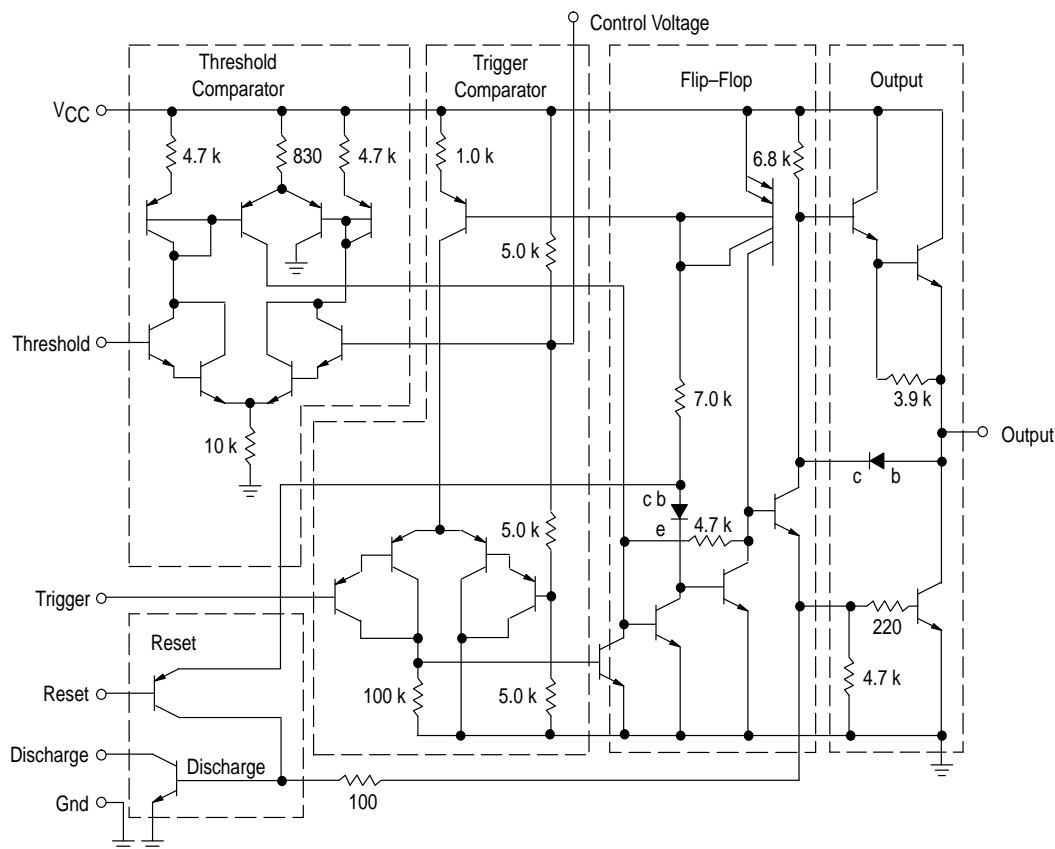 Control Voltage
Threshold
Comparator
Trigger
Comparator
Flip–Flop
Output
VCC
4.7 k
830
4.7 k
1.0 k
6.8 k
5.0 k
Threshold
10 k
7.0 k
3.9 k
Output
c b
e
c
b
5.0 k
4.7 k
Trigger
220
Reset
Reset
100 k
5.0 k
4.7 k
Discharge
Discharge
Gnd
100